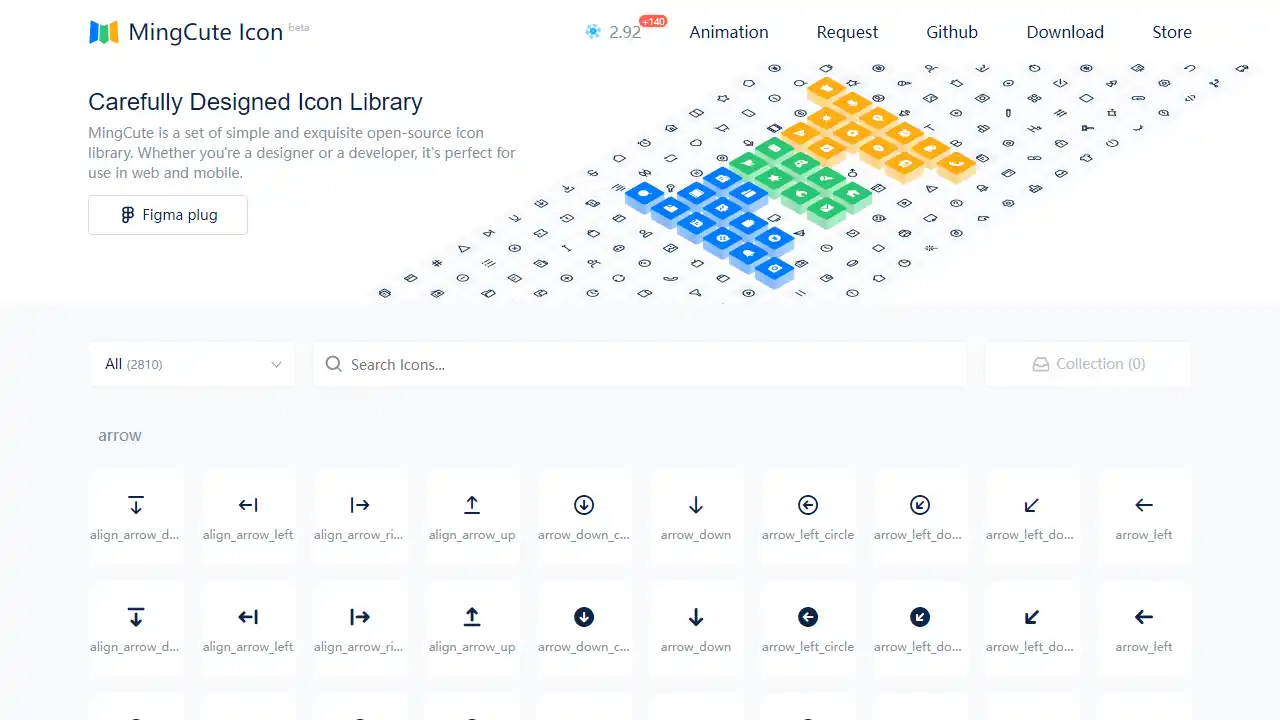 MingCute Icon beta
2.92 +140
Animation
Request
Github
Download
Store
Carefully Designed Icon Library
MingCute is a set of simple and exquisite open-source icon
library. Whether you're a designer or a developer, it's perfect for
use in web and mobile.
Figma plug
All (2810)
Search Icons...
Collection (0)
arrow
align_arrow_d... align_arrow_left align_arrow_ri... align_arrow_up arrow_down_c... arrow_down arrow_left_circle arrow_left_do... arrow_left_do... arrow_left
align_arrow_d... align_arrow_left align_arrow_ri... align_arrow_up arrow_down_c... arrow_down arrow_left_circle arrow_left_do... arrow_left_do... arrow_left